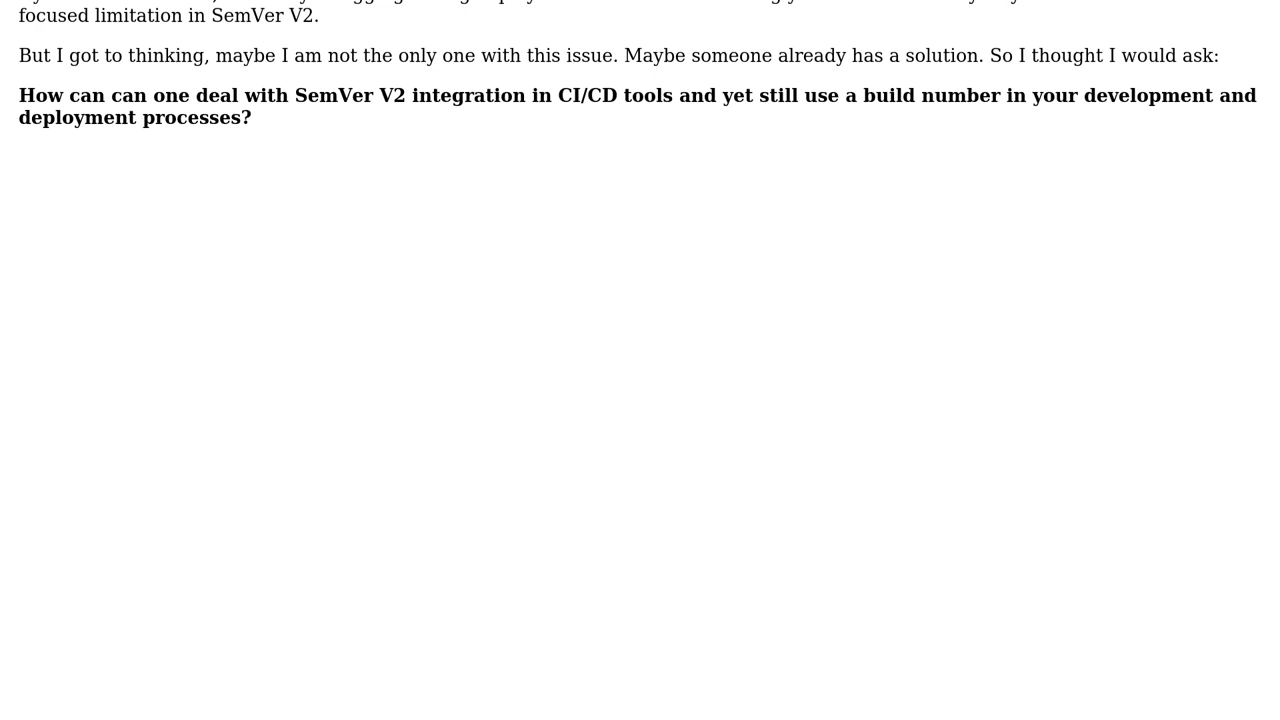 focused limitation in SemVer V2.
But I got to thinking, maybe I am not the only one with this issue. Maybe someone already has a solution. So I thought I would ask:
How can can one deal with SemVer V2 integration in CI/CD tools and yet still use a build number in your development and
deployment processes?